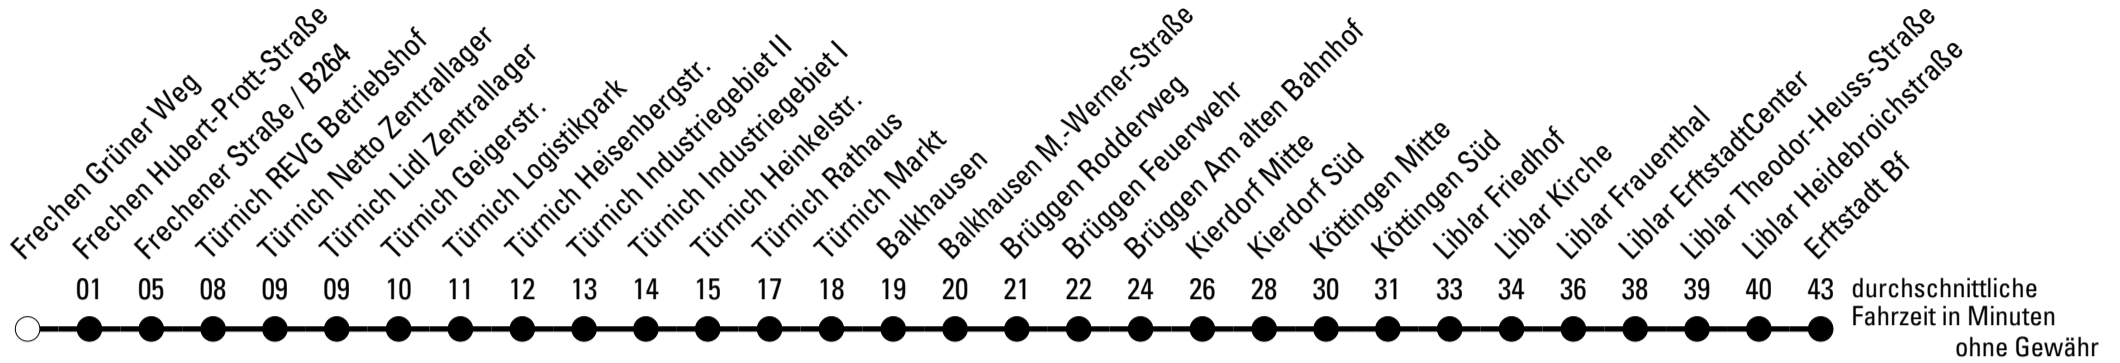 Frechen Grüner Weg
Frechen Hubert-Prott-Straße
Frechener Straße / B264
Türnich REVG Betriebshof
Türnich Netto Zentrallager
Türnich Lidl Zentrallager
Türnich Geigerstr.
Türnich Logistikpark
Türnich Heisenbergstr.
Türnich Industriegebiet II
Türnich Industriegebiet I
Türnich Heinkelstr.
Türnich Rathaus
Türnich Markt
Balkhausen
Balkhausen M.-Werner-Straße
Brüggen Rodderweg
Brüggen Feuerwehr
Brüggen Am alten Bahnhof
Kierdorf Mitte
Kierdorf Süd
Köttingen Mitte
Köttingen Süd
Liblar Friedhof
Liblar Kirche
Liblar Frauenthal
Liblar ErftstadtCenter
Liblar Theodor-Heuss-Straße
Liblar Heidebroichstraße
Erftstadt Bf
01 05 08 09 09 10 11 12 13 14 15 17 18 19 20 21 22 24 26 28 30 31 33 34 36 38 39 40 43
durchschnittliche
Fahrzeit in Minuten
ohne Gewähr